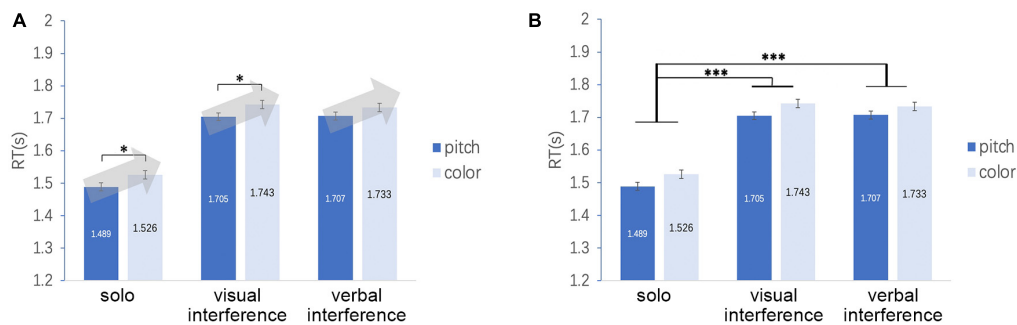 A
2
1.9
1.8
1.7
1.6
1.5
1.4
1.3
1.2
RT(s)
*
*
1.489
1.526
1.705
1.743
1.707
1.733
solo
visual
interference
verbal
interference
pitch
color
B
2
1.9
1.8
1.7
1.6
1.5
1.4
1.3
1.2
RT(s)
***
***
1.489
1.526
1.705
1.743
1.707
1.733
solo
visual
interference
verbal
interference
pitch
color